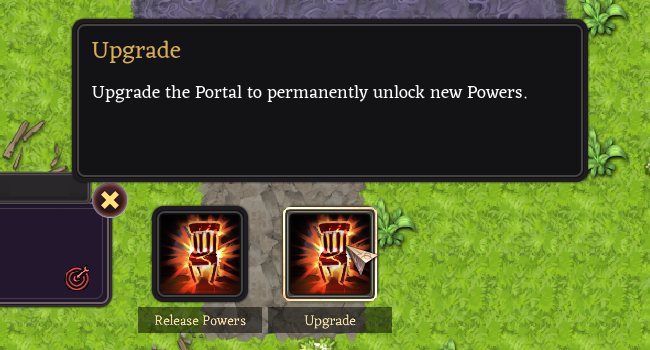 Upgrade
Upgrade the Portal to permanently unlock new Powers.
Release Powers
Upgrade